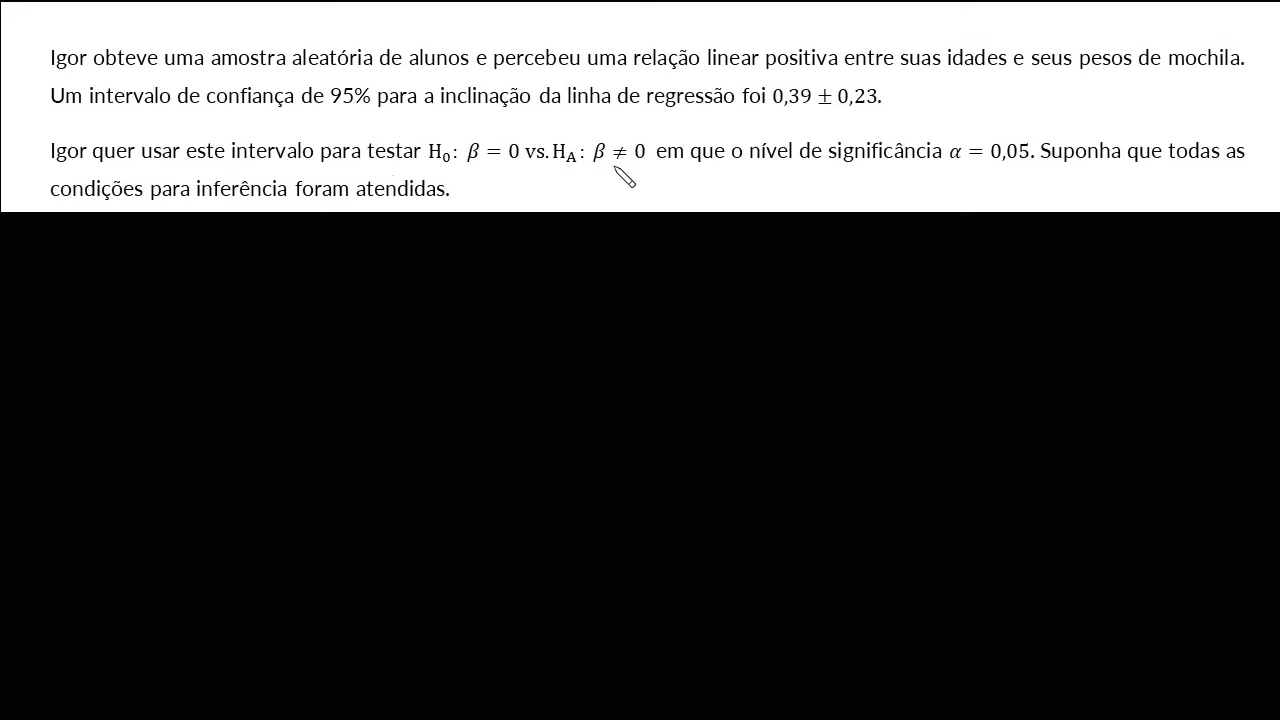 Igor obteve uma amostra aleatória de alunos e percebeu uma relação linear positiva entre suas idades e seus pesos de mochila.
Um intervalo de confiança de 95% para a inclinação da linha de regressão foi 0,39 ± 0,23.
Igor quer usar este intervalo para testar H₀: β = 0 vs. H_A: β ≠ 0 em que o nível de significância α = 0,05. Suponha que todas as
condições para inferência foram atendidas.